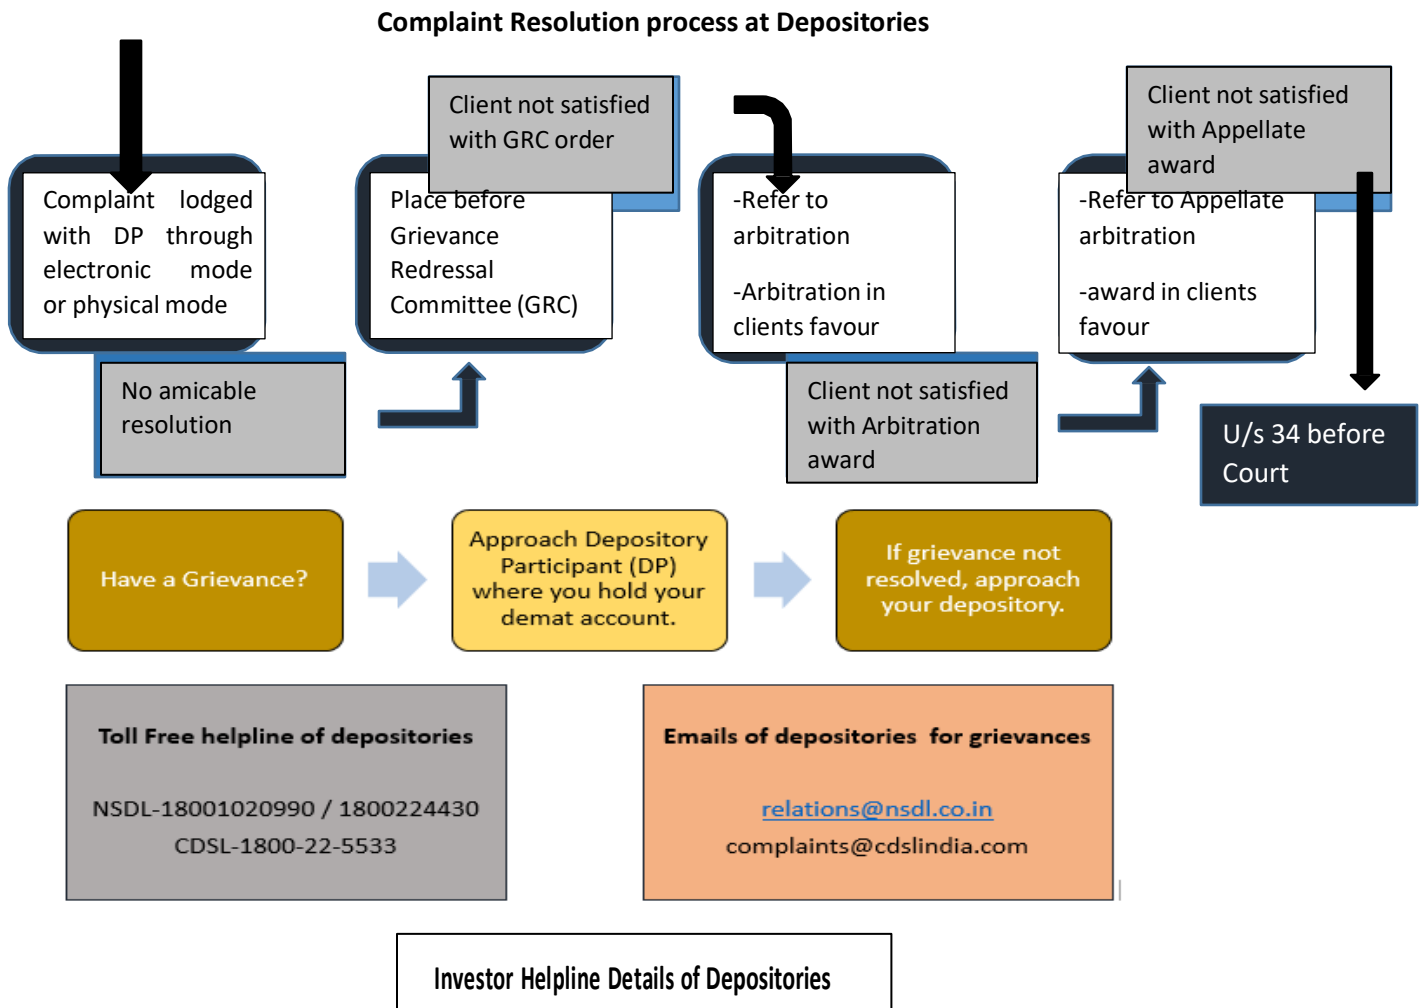 Complaint Resolution process at Depositories
Client not satisfied
with GRC order
Client not satisfied
with Appellate
award
Complaint lodged
with DP through
electronic mode
or physical mode
Place before
Grievance
Redressal
Committee (GRC)
-Refer to
arbitration
-Arbitration in
clients favour
-Refer to Appellate
arbitration
-award in clients
favour
No amicable
resolution
Client not satisfied
with Arbitration
award
U/s 34 before
Court
Have a Grievance?
Approach Depository
Participant (DP)
where you hold your
demat account.
If grievance not
resolved, approach
your depository.
Toll Free helpline of depositories
NSDL-18001020990 / 1800224430
CDSL-1800-22-5533
Emails of depositories for grievances
relations@nsdl.co.in
complaints@cdslindia.com
Investor Helpline Details of Depositories